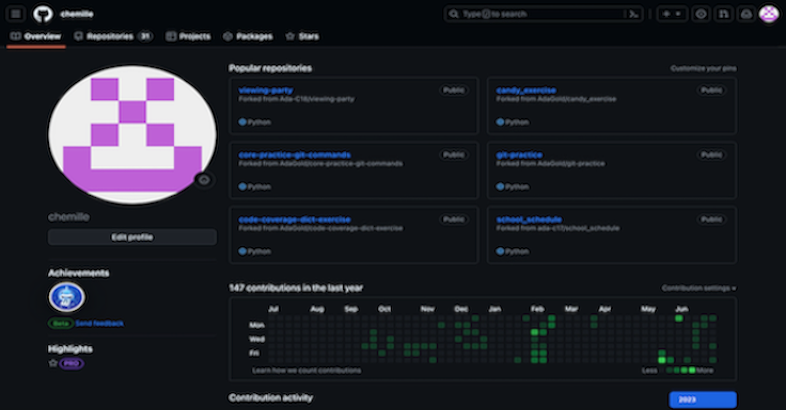 chemille
Type / to search
Overview
Repositories 31
Projects
Packages
Stars
chemille
Edit profile
Achievements
Beta Send feedback
Highlights
PRO
Popular repositories
Customize your pins
viewing-party
Public
Forked from Ada-C18/viewing-party
Python
candy_exercise
Public
Forked from AdaGold/candy_exercise
Python
core-practice-git-commands
Public
Forked from AdaGold/core-practice-git-commands
Python
git-practice
Public
Forked from AdaGold/git-practice
Python
code-coverage-dict-exercise
Public
Forked from AdaGold/code-coverage-dict-exercise
Python
school_schedule
Public
Forked from ada-c17/school_schedule
Python
147 contributions in the last year
Contribution settings
Jul Aug Sep Oct Nov Dec Jan Feb Mar Apr May Jun
Mon
Wed
Fri
Learn how we count contributions
Less More
Contribution activity
2023